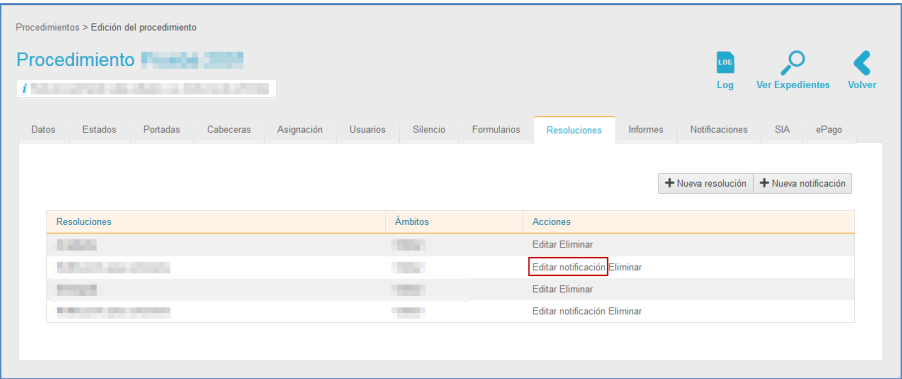 Procedimientos > Edición del procedimiento
Procedimiento
LOG
Log Ver Expedientes Volver
i
Datos Estados Portadas Cabeceras Asignación Usuarios Silencio Formularios Resoluciones Informes Notificaciones SIA ePago
+ Nueva resolución + Nueva notificación
Resoluciones Ámbitos Acciones
Editar Eliminar
Editar notificación Eliminar
Editar Eliminar
Editar notificación Eliminar